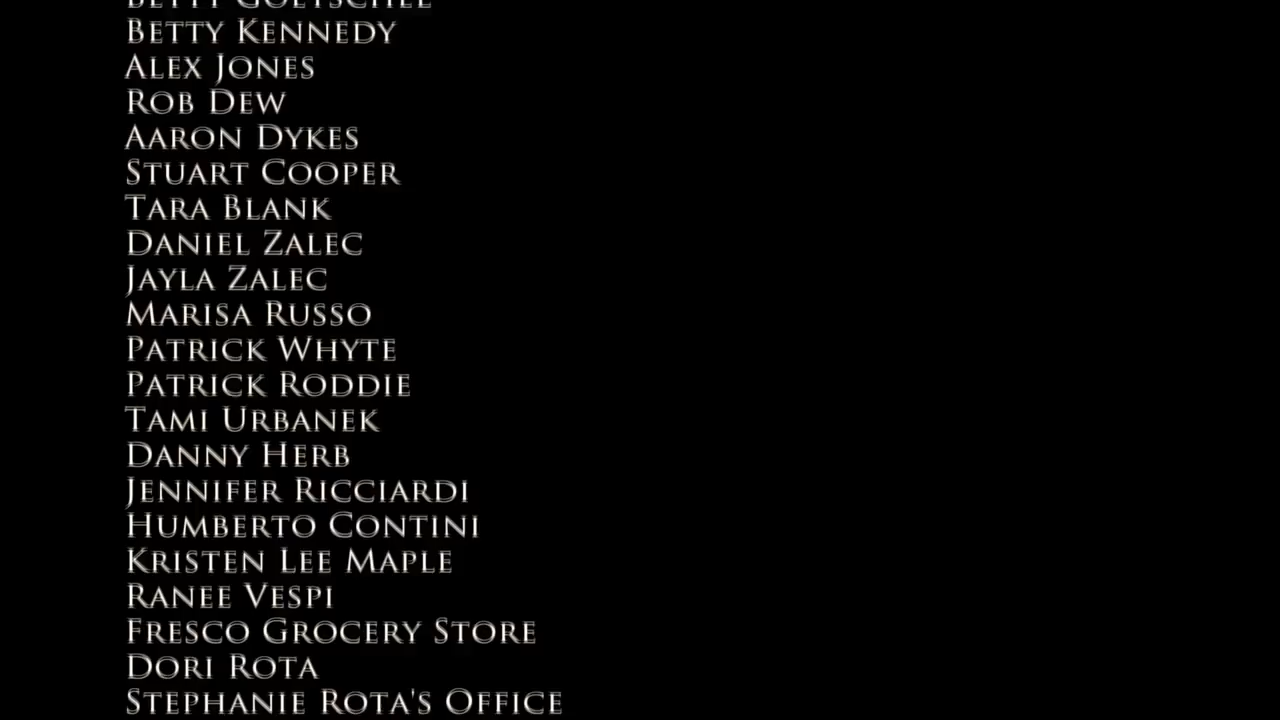 Betty Goetschel
Betty Kennedy
Alex Jones
Rob Dew
Aaron Dykes
Stuart Cooper
Tara Blank
Daniel Zalec
Jayla Zalec
Marisa Russo
Patrick Whyte
Patrick Roddie
Tami Urbanek
Danny Herb
Jennifer Ricciardi
Humberto Contini
Kristen Lee Maple
Ranee Vespi
Fresco Grocery Store
Dori Rota
Stephanie Rota's Office